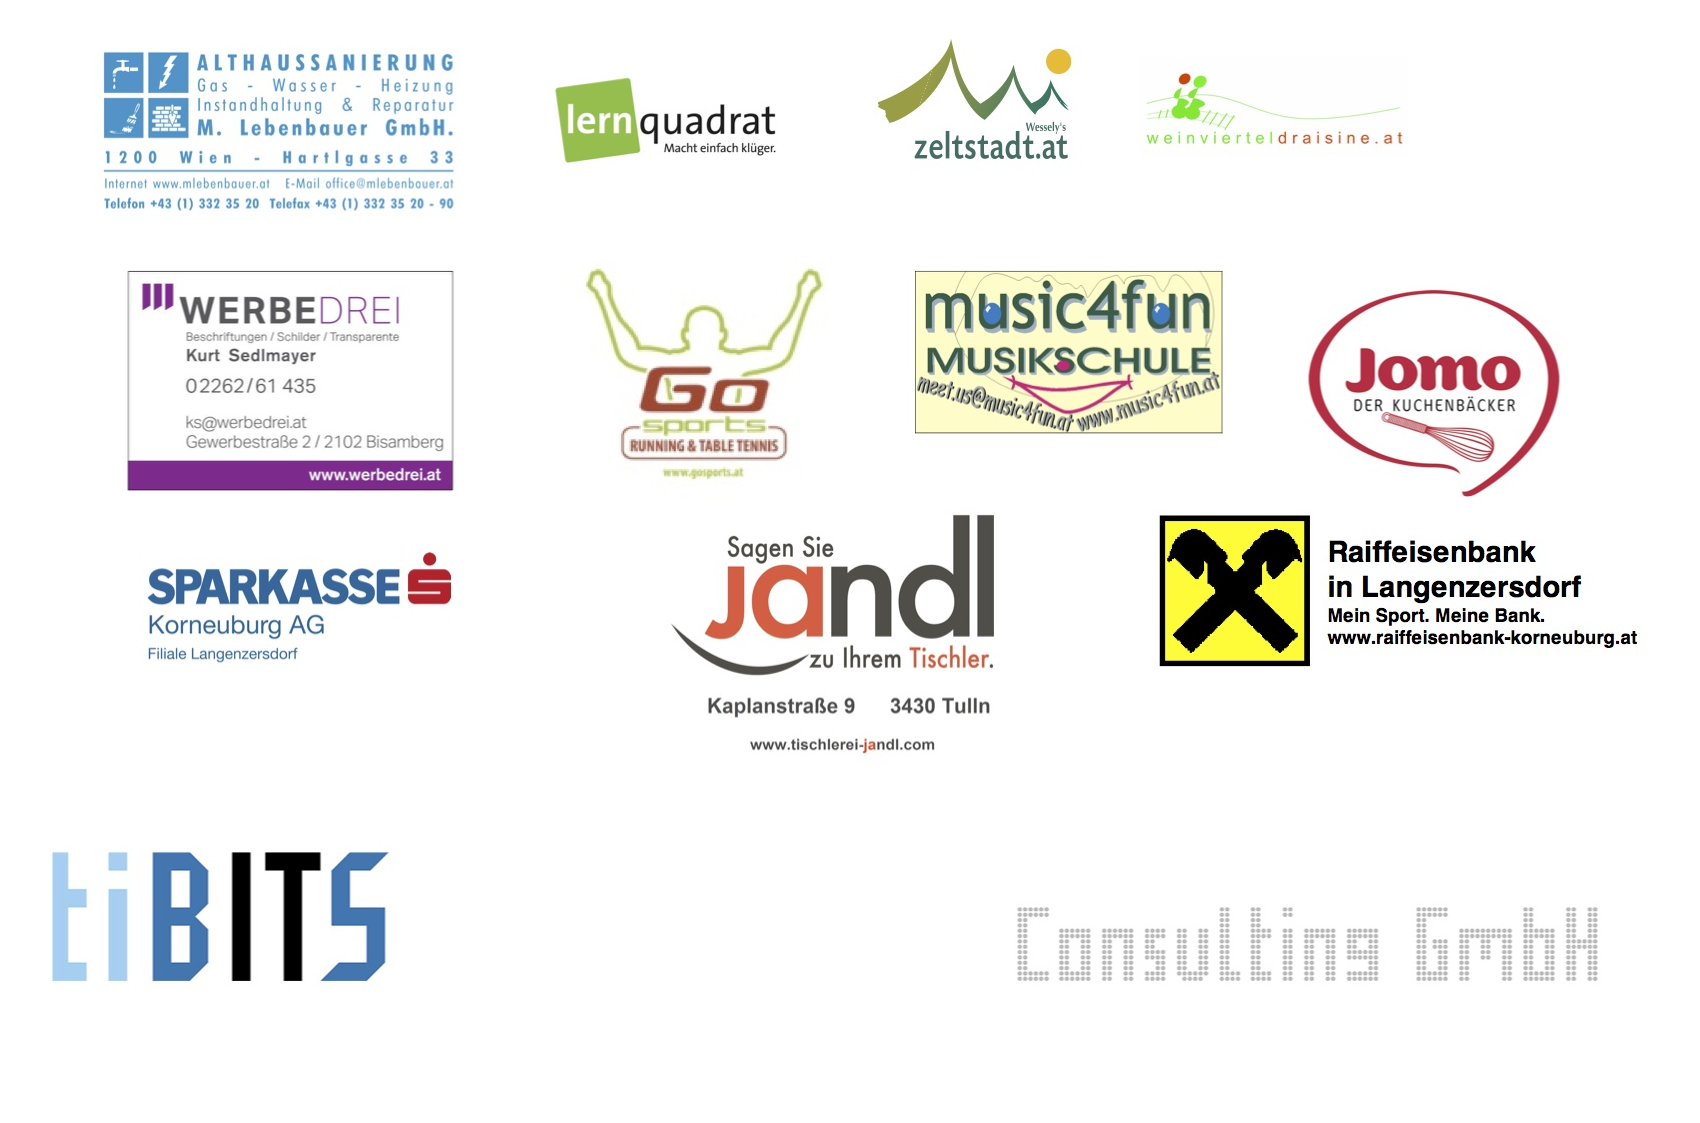 ALTHAUSSANIERUNG
Gas - Wasser - Heizung
Instandhaltung & Reparatur
M. Lebenbauer GmbH.
1200 Wien - Hartlgasse 33
Internet www.mlebenbauer.at E-Mail office@mlebenbauer.at
Telefon +43 (1) 332 35 20 Telefax +43 (1) 332 35 20 - 90
lernquadrat
Macht einfach klüger.
Wessely's
zeltstadt.at
weinvierteldraisine.at
WERBEDREI
Beschriftungen / Schilder / Transparente
Kurt Sedlmayer
02262/61 435
ks@werbedrei.at
Gewerbestraße 2 / 2102 Bisamberg
www.werbedrei.at
Go
sports
RUNNING & TABLE TENNIS
www.gosports.at
music4fun
MUSIKSCHULE
meet.us@music4fun.at www.music4fun.at
Jomo
DER KUCHENBÄCKER
SPARKASSE S
Korneuburg AG
Filiale Langenzersdorf
Sagen Sie
jandl
zu Ihrem Tischler.
Kaplanstraße 9 3430 Tulln
www.tischlerei-jandl.com
Raiffeisenbank
in Langenzersdorf
Mein Sport. Meine Bank.
www.raiffeisenbank-korneuburg.at
tiBITS Consulting GmbH